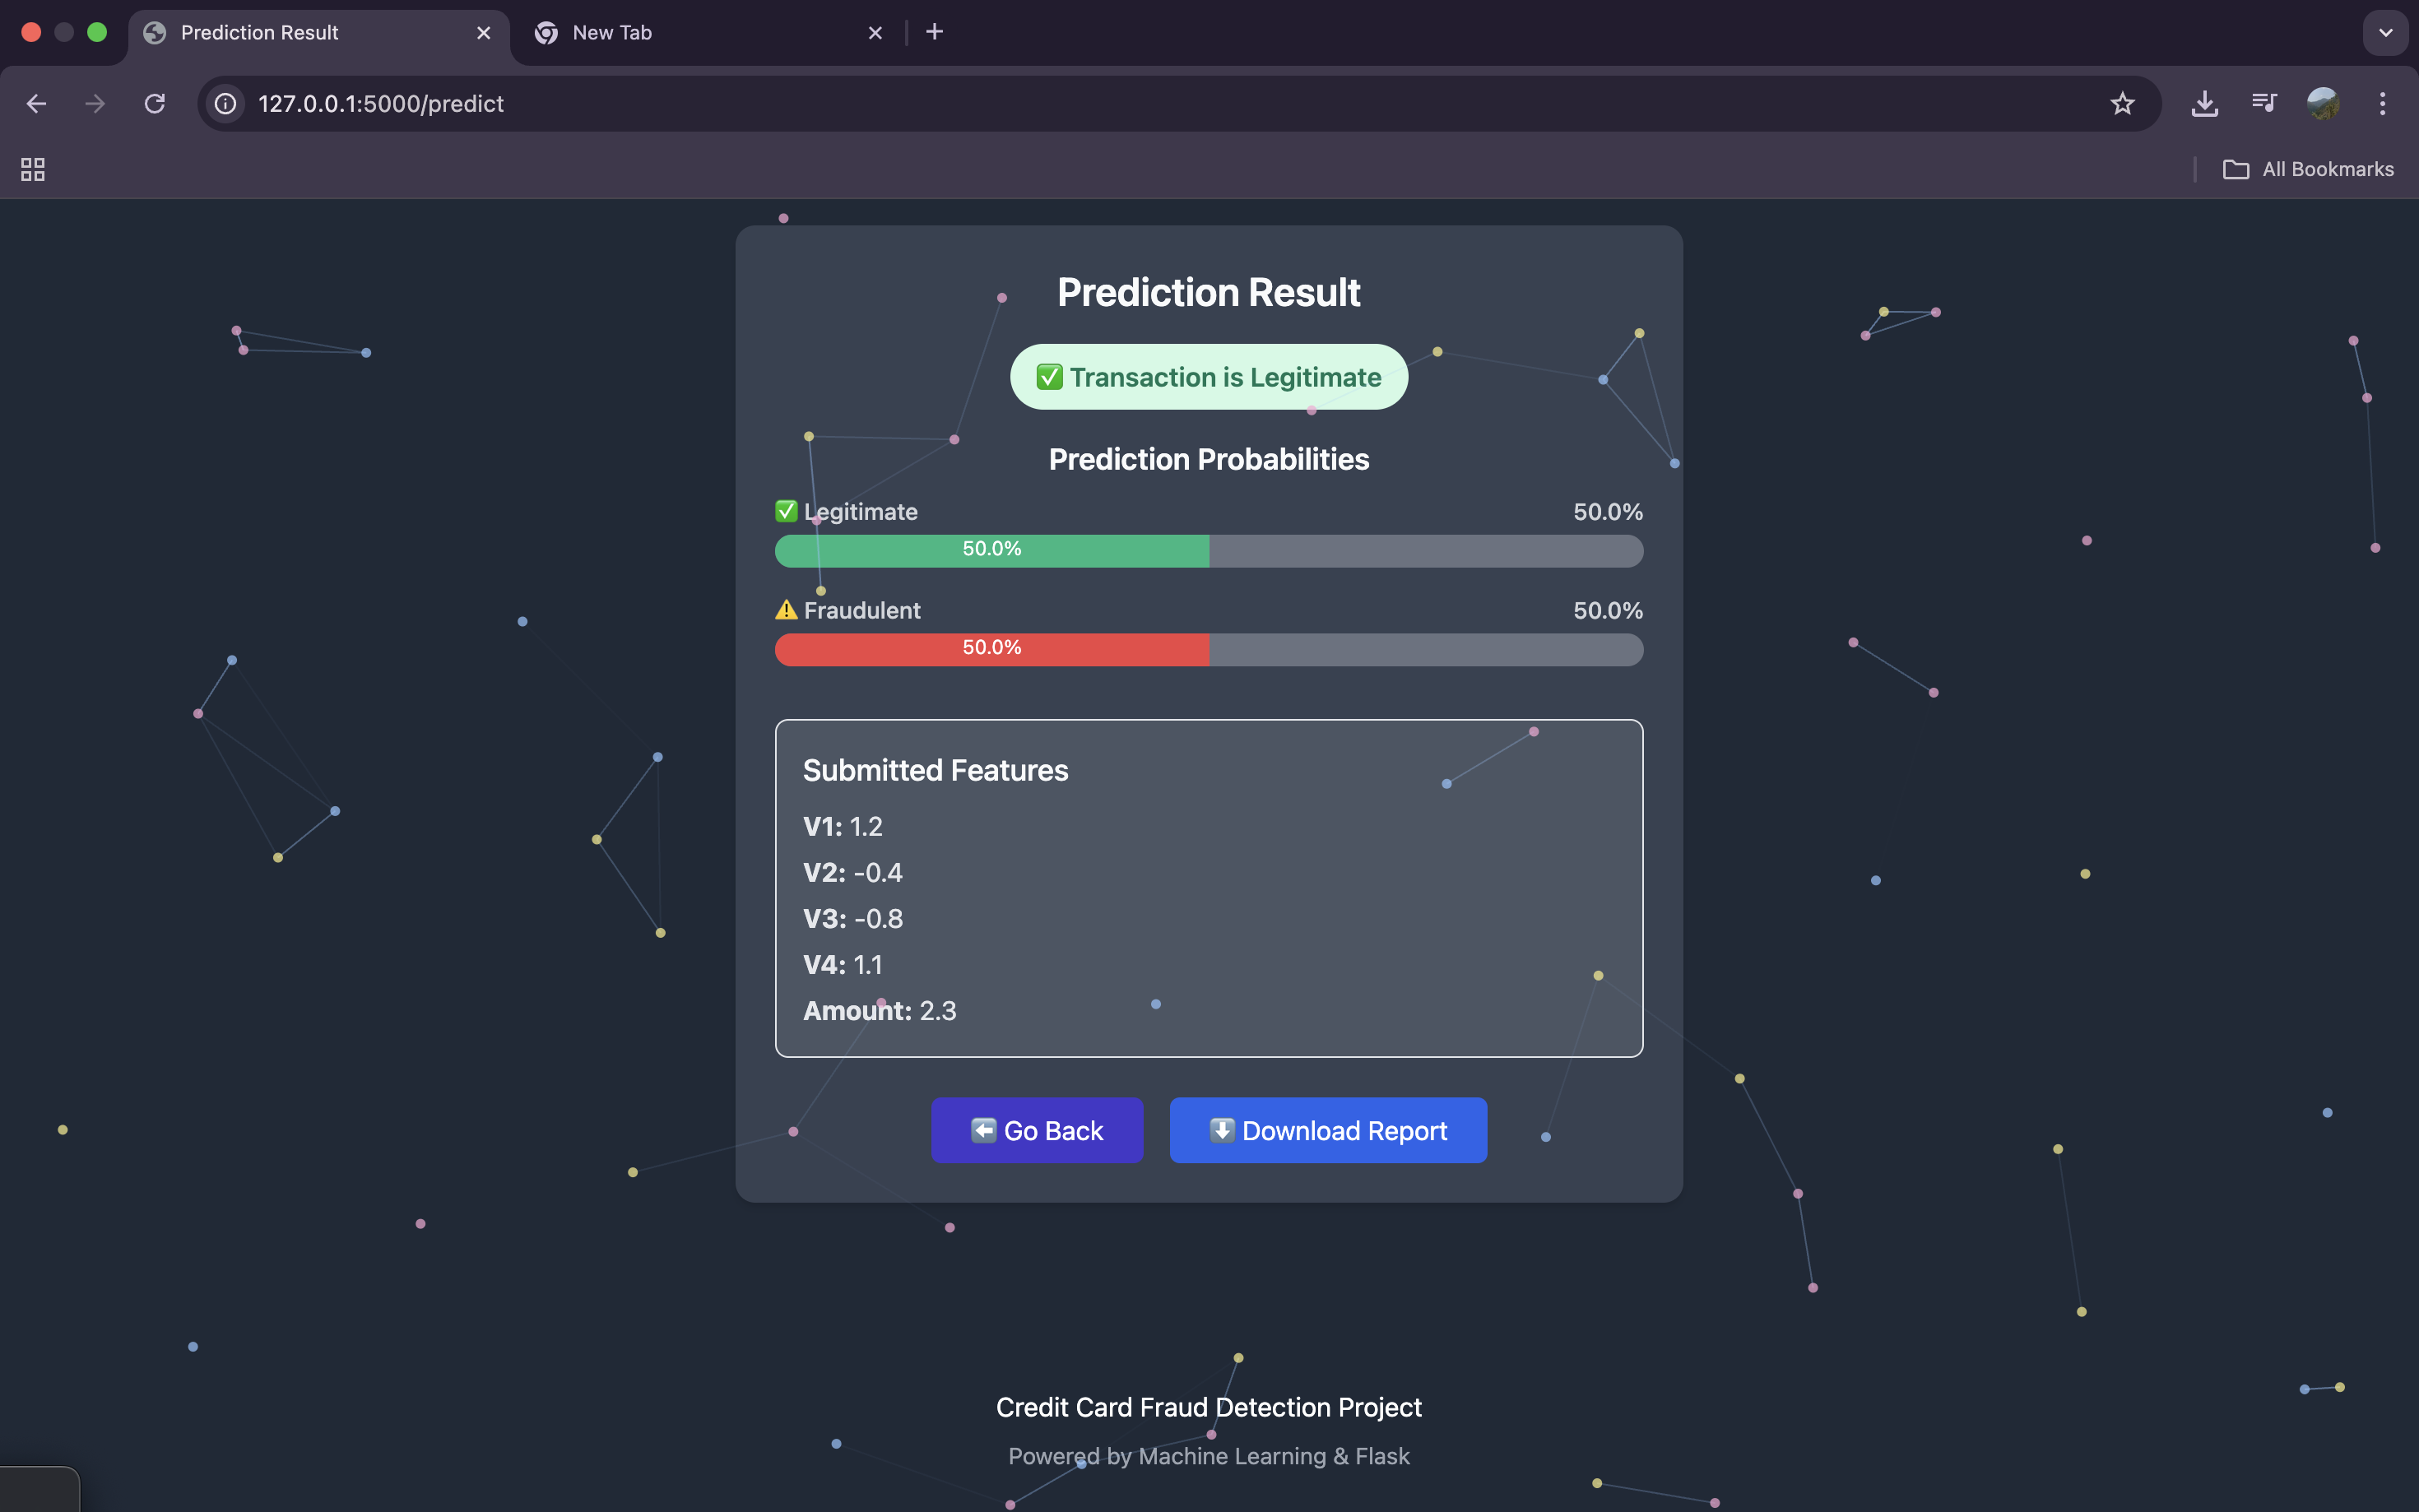 Prediction Result
New Tab
127.0.0.1:5000/predict
All Bookmarks
Prediction Result
✅ Transaction is Legitimate
Prediction Probabilities
✅ Legitimate 50.0%
50.0%
⚠️ Fraudulent 50.0%
50.0%
Submitted Features
V1: 1.2
V2: -0.4
V3: -0.8
V4: 1.1
Amount: 2.3
⬅️ Go Back ⬇️ Download Report
Credit Card Fraud Detection Project
Powered by Machine Learning & Flask